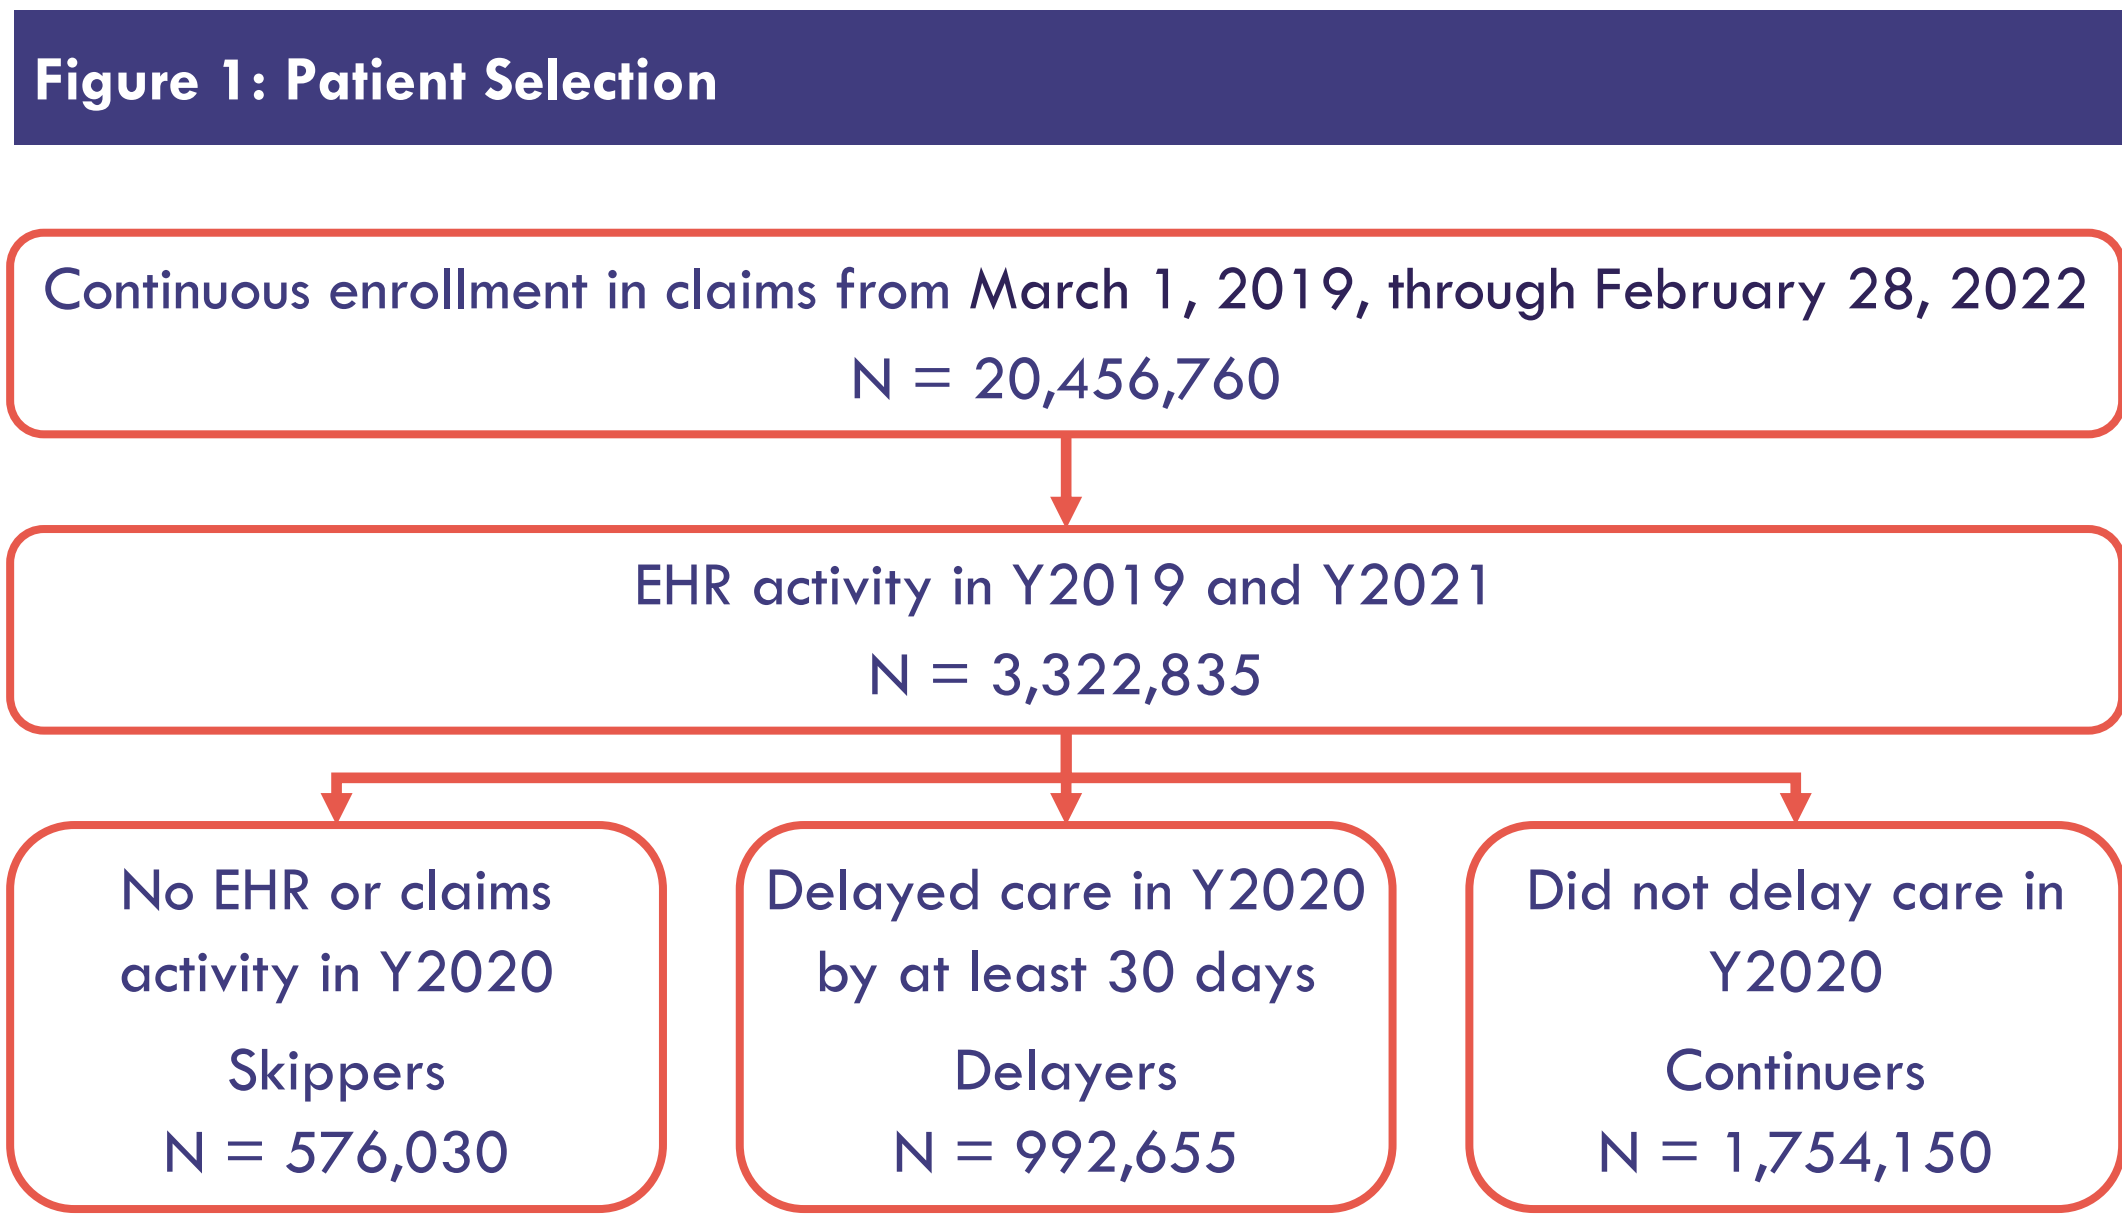 Figure 1: Patient Selection
Continuous enrollment in claims from March 1, 2019, through February 28, 2022
N = 20,456,760
EHR activity in Y2019 and Y2021
N = 3,322,835
No EHR or claims
activity in Y2020
Skippers
N = 576,030
Delayed care in Y2020
by at least 30 days
Delayers
N = 992,655
Did not delay care in
Y2020
Continuers
N = 1,754,150